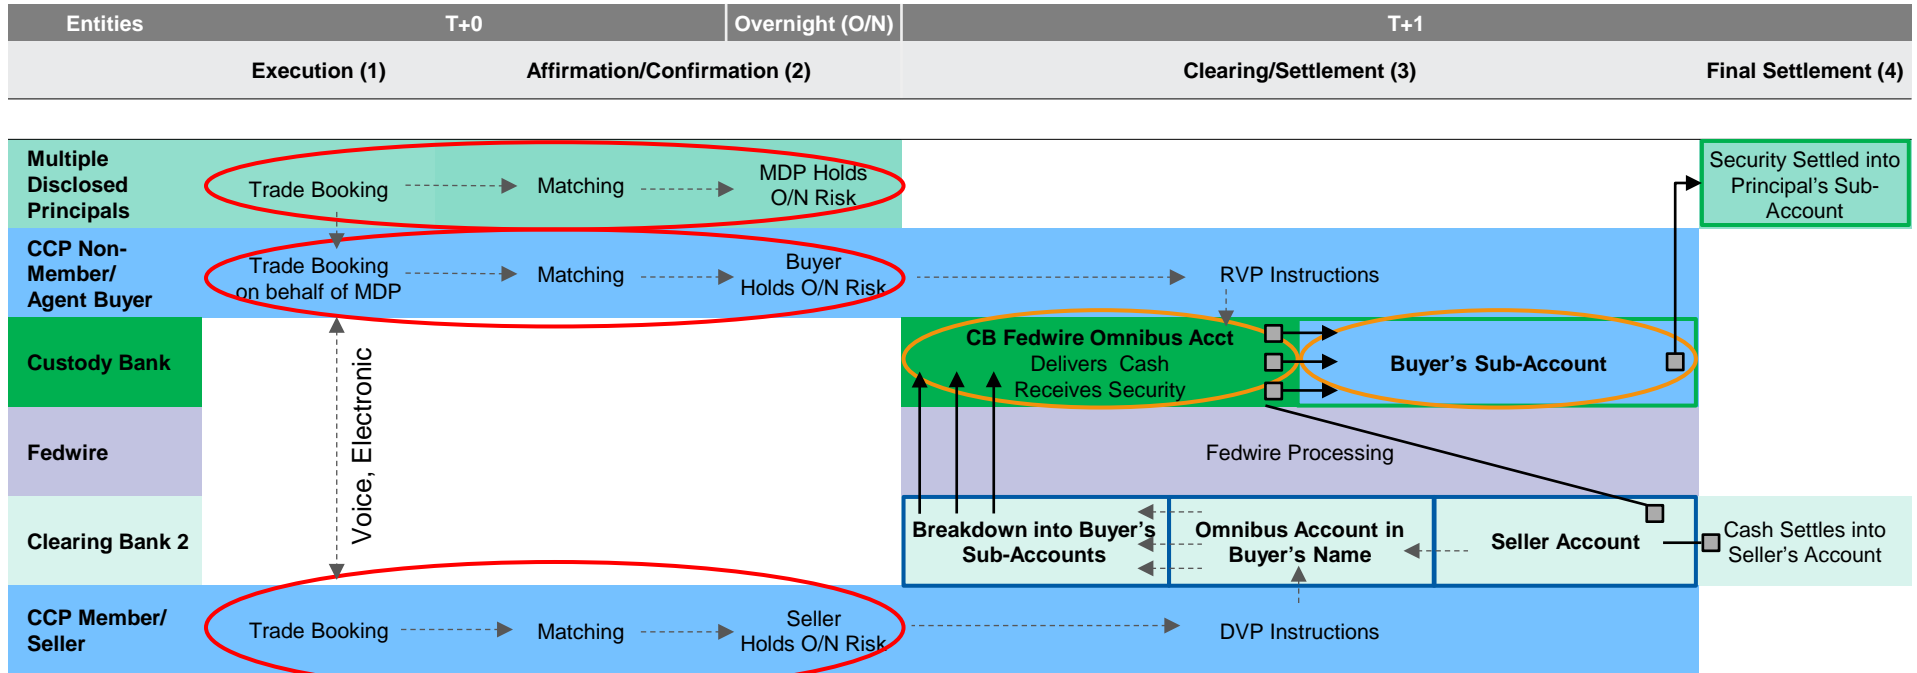 Entities
T+0
Overnight (O/N)
T+1
Execution (1)
Affirmation/Confirmation (2)
Clearing/Settlement (3)
Final Settlement (4)
Multiple
Disclosed
Principals
Trade Booking
Matching
MDP Holds
O/N Risk
Security Settled into
Principal's Sub-
Account
CCP Non-
Member/
Agent Buyer
Trade Booking
on behalf of MDP
Matching
Buyer
Holds O/N Risk
RVP Instructions
Custody Bank
CB Fedwire Omnibus Acct
Delivers Cash
Receives Security
Buyer's Sub-Account
Voice, Electronic
Fedwire
Fedwire Processing
Clearing Bank 2
Breakdown into Buyer's
Sub-Accounts
Omnibus Account in
Buyer's Name
Seller Account
Cash Settles into
Seller's Account
CCP Member/
Seller
Trade Booking
Matching
Seller
Holds O/N Risk
DVP Instructions